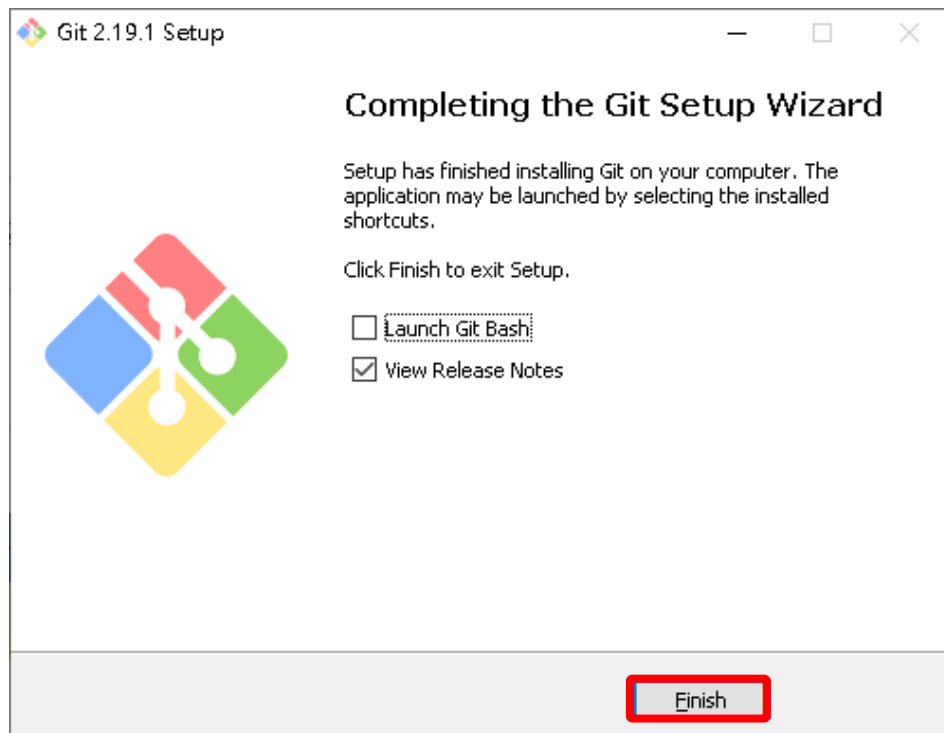 Git 2.19.1 Setup
Completing the Git Setup Wizard
Setup has finished installing Git on your computer. The
application may be launched by selecting the installed
shortcuts.
Click Finish to exit Setup.
Launch Git Bash
View Release Notes
Finish